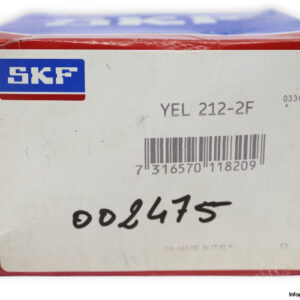 SKF
YEL 212-2F
7 316570 118209
002475
MADE IN ITALY